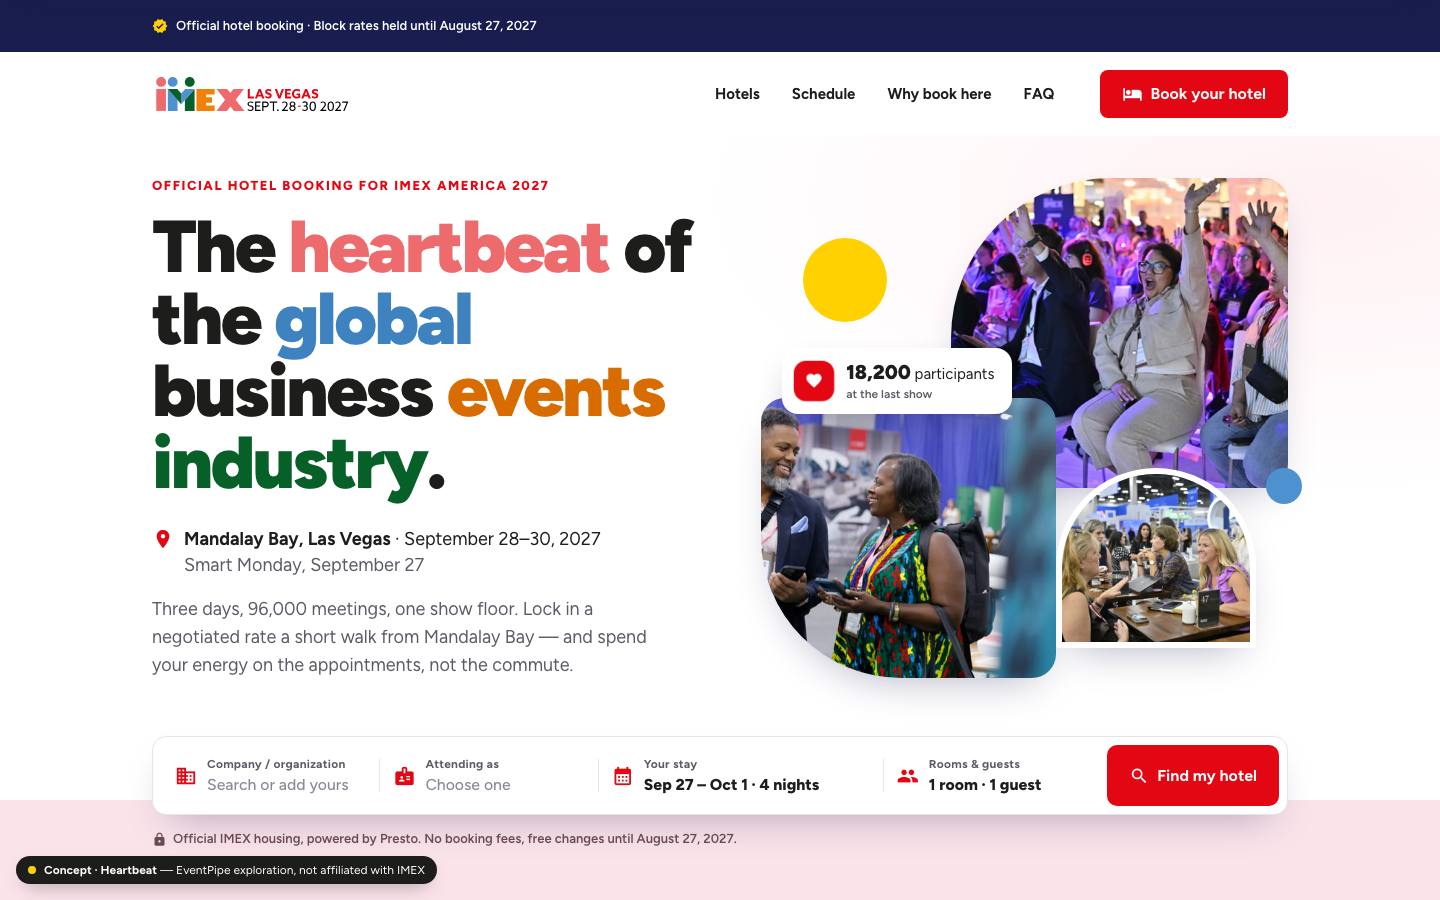 Official hotel booking · Block rates held until August 27, 2027
IMEX LAS VEGAS
SEPT. 28-30 2027
Hotels
Schedule
Why book here
FAQ
Book your hotel
OFFICIAL HOTEL BOOKING FOR IMEX AMERICA 2027
The heartbeat of
the global
business events
industry.
Mandalay Bay, Las Vegas · September 28–30, 2027
Smart Monday, September 27
Three days, 96,000 meetings, one show floor. Lock in a
negotiated rate a short walk from Mandalay Bay — and spend
your energy on the appointments, not the commute.
IMEX
18,200 participants
at the last show
47
Company / organization
Search or add yours
Attending as
Choose one
Your stay
Sep 27 – Oct 1 · 4 nights
Rooms & guests
1 room · 1 guest
Find my hotel
Official IMEX housing, powered by Presto. No booking fees, free changes until August 27, 2027.
Concept · Heartbeat — EventPipe exploration, not affiliated with IMEX